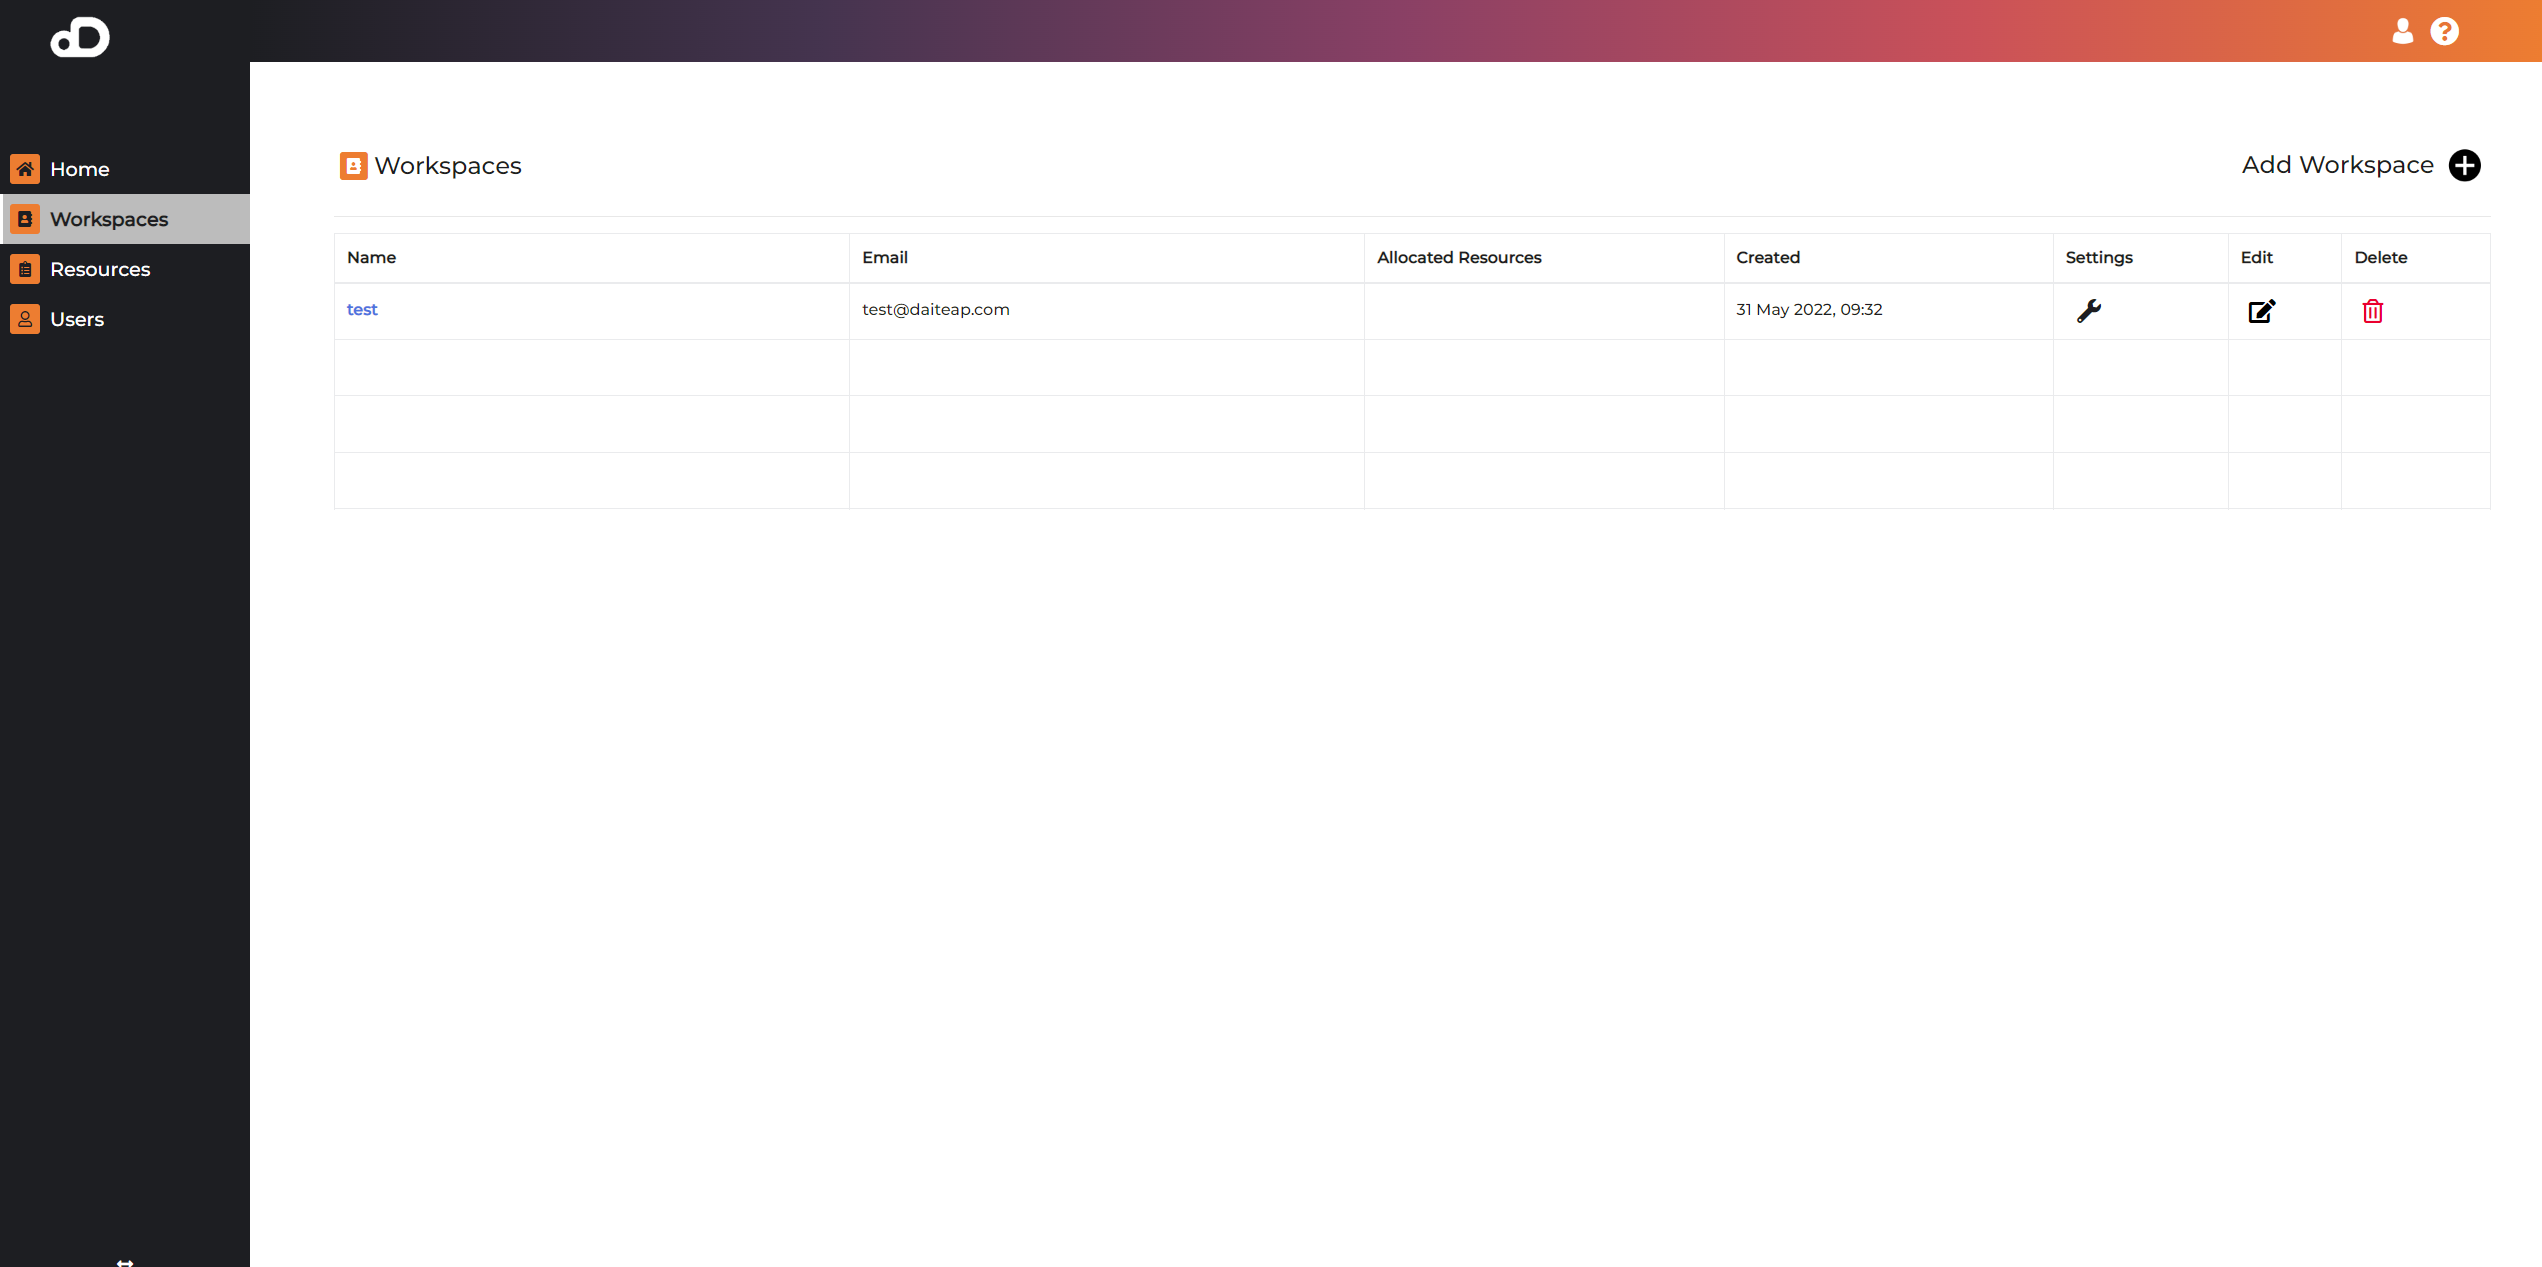 Home
Workspaces
Resources
Users
Workspaces
Add Workspace
Name Email Allocated Resources Created Settings Edit Delete
test test@daiteap.com 31 May 2022, 09:32